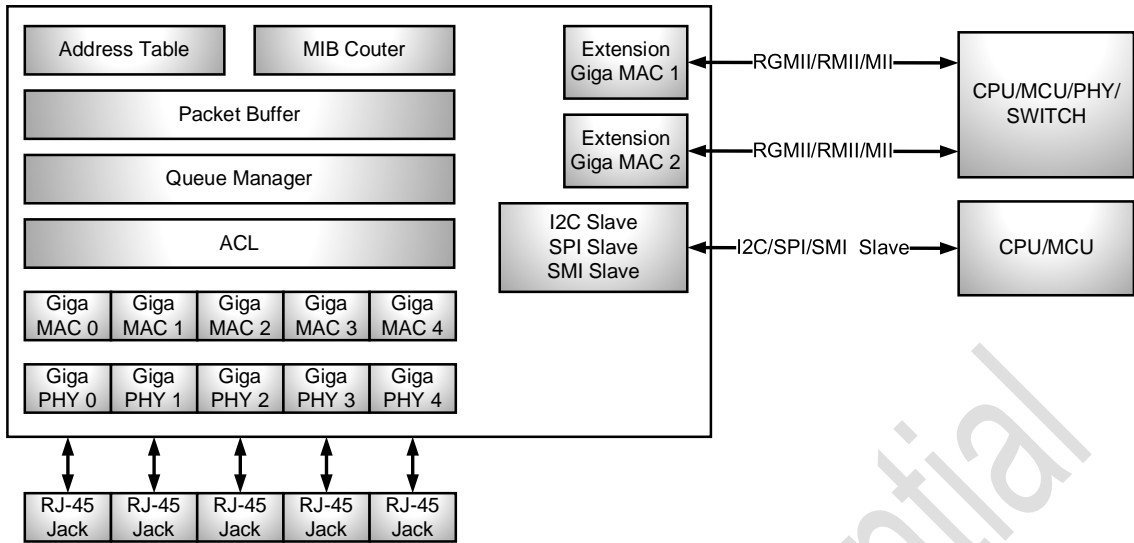 Address Table
MIB Couter
Packet Buffer
Queue Manager
ACL
Giga
MAC 0
Giga
MAC 1
Giga
MAC 2
Giga
MAC 3
Giga
MAC 4
Giga
PHY 0
Giga
PHY 1
Giga
PHY 2
Giga
PHY 3
Giga
PHY 4
RJ-45
Jack
RJ-45
Jack
RJ-45
Jack
RJ-45
Jack
RJ-45
Jack
Extension
Giga MAC 1
RGMII/RMII/MII
Extension
Giga MAC 2
RGMII/RMII/MII
CPU/MCU/PHY/
SWITCH
I2C Slave
SPI Slave
SMI Slave
I2C/SPI/SMI Slave
CPU/MCU
ntial